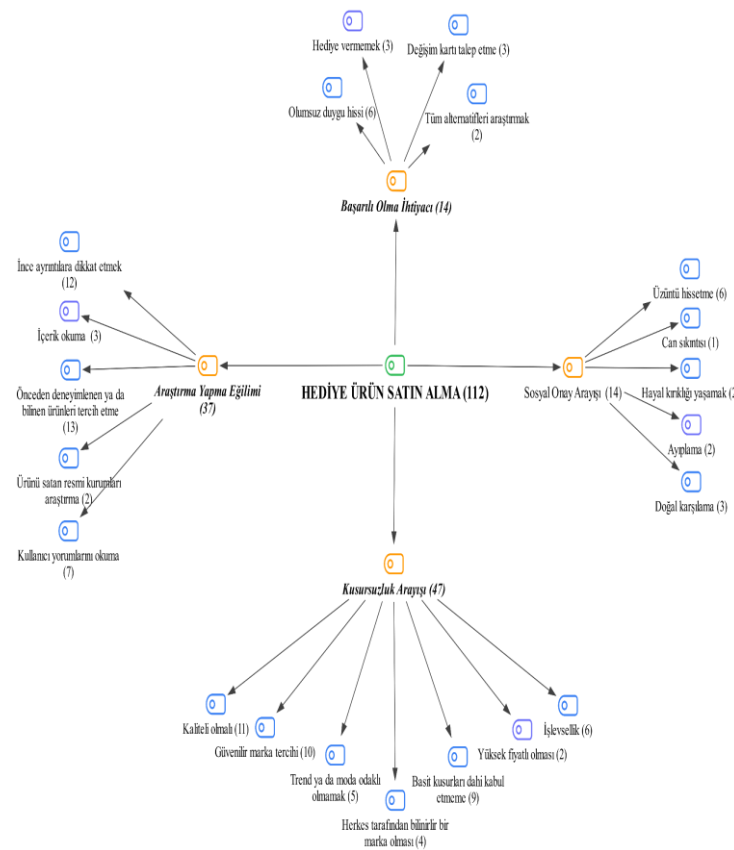 Hediye vermemek (3)
Değişim kartı talep etme (3)
Olumsuz duygu hissi (6)
Tüm alternatifleri araştırmak
(2)
Başarılı Olma İhtiyacı (14)
İnce ayrıntılara dikkat etmek
(12)
İçerik okuma (3)
Önceden deneyimlenen ya da
bilinen ürünleri tercih etme
(13)
Ürünü satan resmi kurumları
araştırma (2)
Kullanıcı yorumlarını okuma
(7)
Araştırma Yapma Eğilimi
(37)
HEDİYE ÜRÜN SATIN ALMA (112)
Sosyal Onay Arayışı (14)
Üzüntü hissetme (6)
Can sıkıntısı (1)
Hayal kırıklığı yaşamak (2
Ayıplama (2)
Doğal karşılama (3)
Kusursuzluk Arayışı (47)
Kaliteli olmalı (11)
Güvenilir marka tercihi (10)
Trend ya da moda odaklı
olmamak (5)
Herkes tarafından bilinirlir bir
marka olması (4)
Basit kusurları dahi kabul
etmeme (9)
Yüksek fiyatlı olması (2)
İşlevsellik (6)